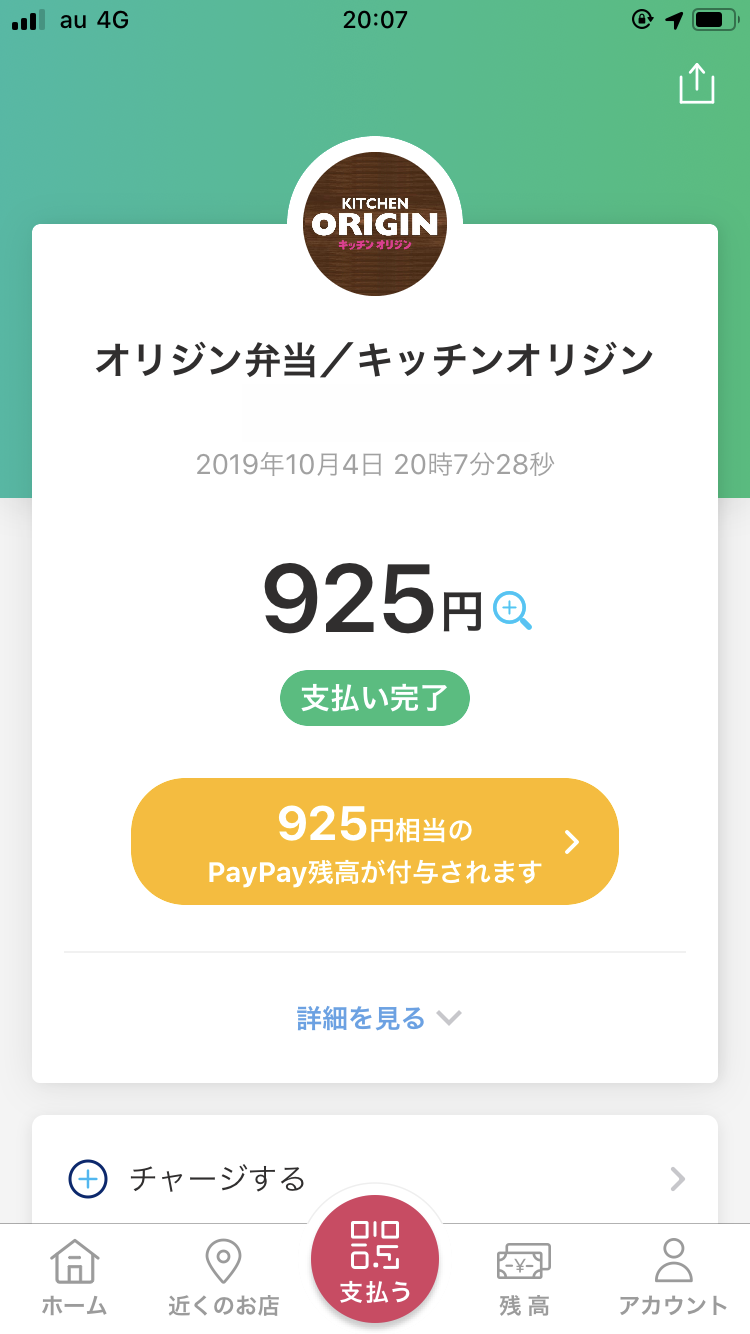 au 4G
20:07
KITCHEN
ORIGIN
キッチン オリジン
オリジン弁当／キッチンオリジン
2019年10月4日 20時7分28秒
925円
支払い完了
925円相当の
PayPay残高が付与されます
詳細を見る
チャージする
ホーム
近くのお店
支払う
残高
アカウント